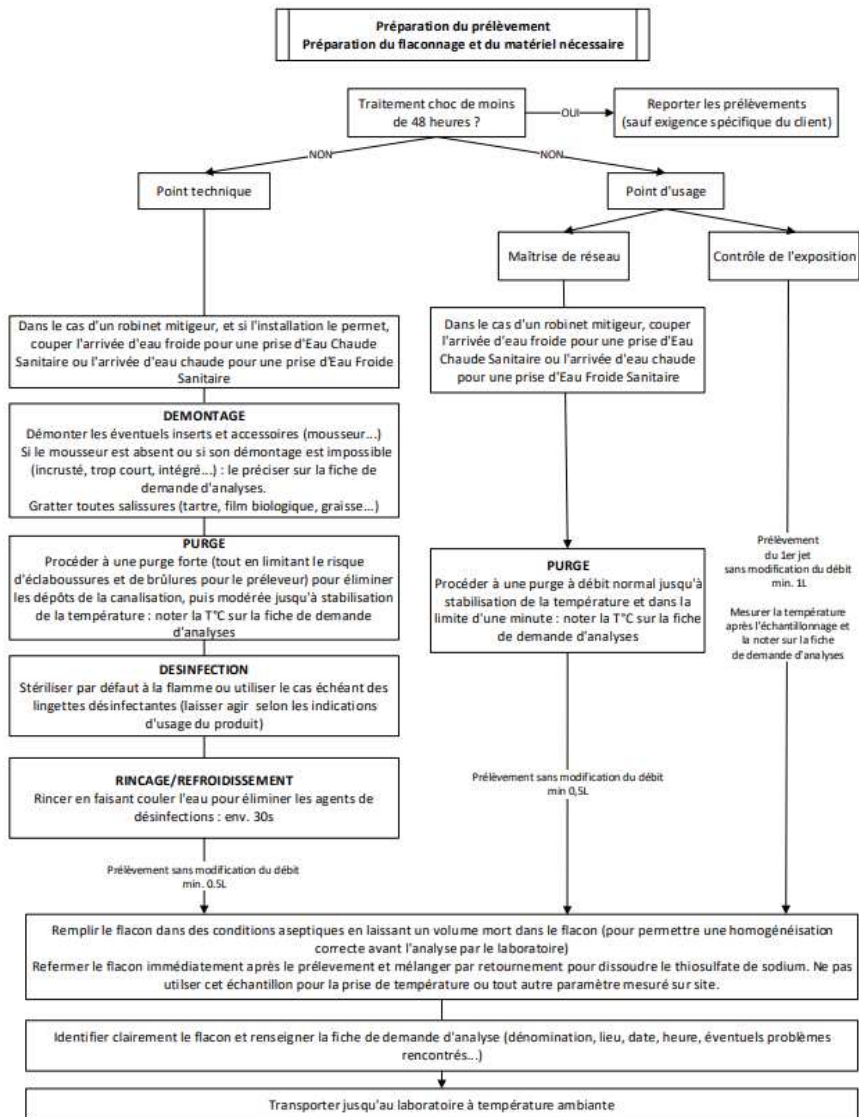 Préparation du prélèvement
Préparation du flaconnage et du matériel nécessaire
Traitement choc de moins
de 48 heures ?
OUI
Reporter les prélèvements
(sauf exigence spécifique du client)
NON
NON
Point technique
Point d'usage
Maîtrise de réseau
Contrôle de l'exposition
Dans le cas d'un robinet mitigeur, et si l'installation le permet,
couper l'arrivée d'eau froide pour une prise d'Eau Chaude
Sanitaire ou l'arrivée d'eau chaude pour une prise d'Eau Froide
Sanitaire
Dans le cas d'un robinet mitigeur, couper
l'arrivée d'eau froide pour une prise d'Eau
Chaude Sanitaire ou l'arrivée d'eau chaude
pour une prise d'Eau Froide Sanitaire
DEMONTAGE
Démonter les éventuels inserts et accessoires (mousseur...)
Si le mousseur est absent ou si son démontage est impossible
(incrusté, trop court, intégré...) : le préciser sur la fiche de
demande d'analyses.
Gratter toutes salissures (tartre, film biologique, graisse...)
PURGE
Procéder à une purge forte (tout en limitant le risque
d'éclaboussures et de brûlures pour le préleveur) pour éliminer
les dépôts de la canalisation, puis modérée jusqu'à stabilisation
de la température : noter la T°C sur la fiche de demande
d'analyses
PURGE
Procéder à une purge à débit normal jusqu'à
stabilisation de la température et dans la
limite d'une minute : noter la T°C sur la fiche
de demande d'analyses
Prélèvement
du 1er jet
sans modification du débit
min. 1L
Mesurer la température
après l'échantillonnage et
la noter sur la fiche
de demande d'analyses
DESINFECTION
Stériliser par défaut à la flamme ou utiliser le cas échéant des
lingettes désinfectantes (laisser agir selon les indications
d'usage du produit)
RINCAGE/REFROIDISSEMENT
Rincer en faisant couler l'eau pour éliminer les agents de
désinfections : env. 30s
Prélèvement sans modification du débit
min 0,5L
Prélèvement sans modification du débit
min. 0.5L
Remplir le flacon dans des conditions aseptiques en laissant un volume mort dans le flacon (pour permettre une homogénéisation
correcte avant l'analyse par le laboratoire)
Refermer le flacon immédiatement après le prélevement et mélanger par retournement pour dissoudre le thiosulfate de sodium. Ne pas
utilser cet échantillon pour la prise de température ou tout autre paramètre mesuré sur site.
Identifier clairement le flacon et renseigner la fiche de demande d'analyse (dénomination, lieu, date, heure, éventuels problèmes
rencontrés...)
Transporter jusqu'au laboratoire à température ambiante